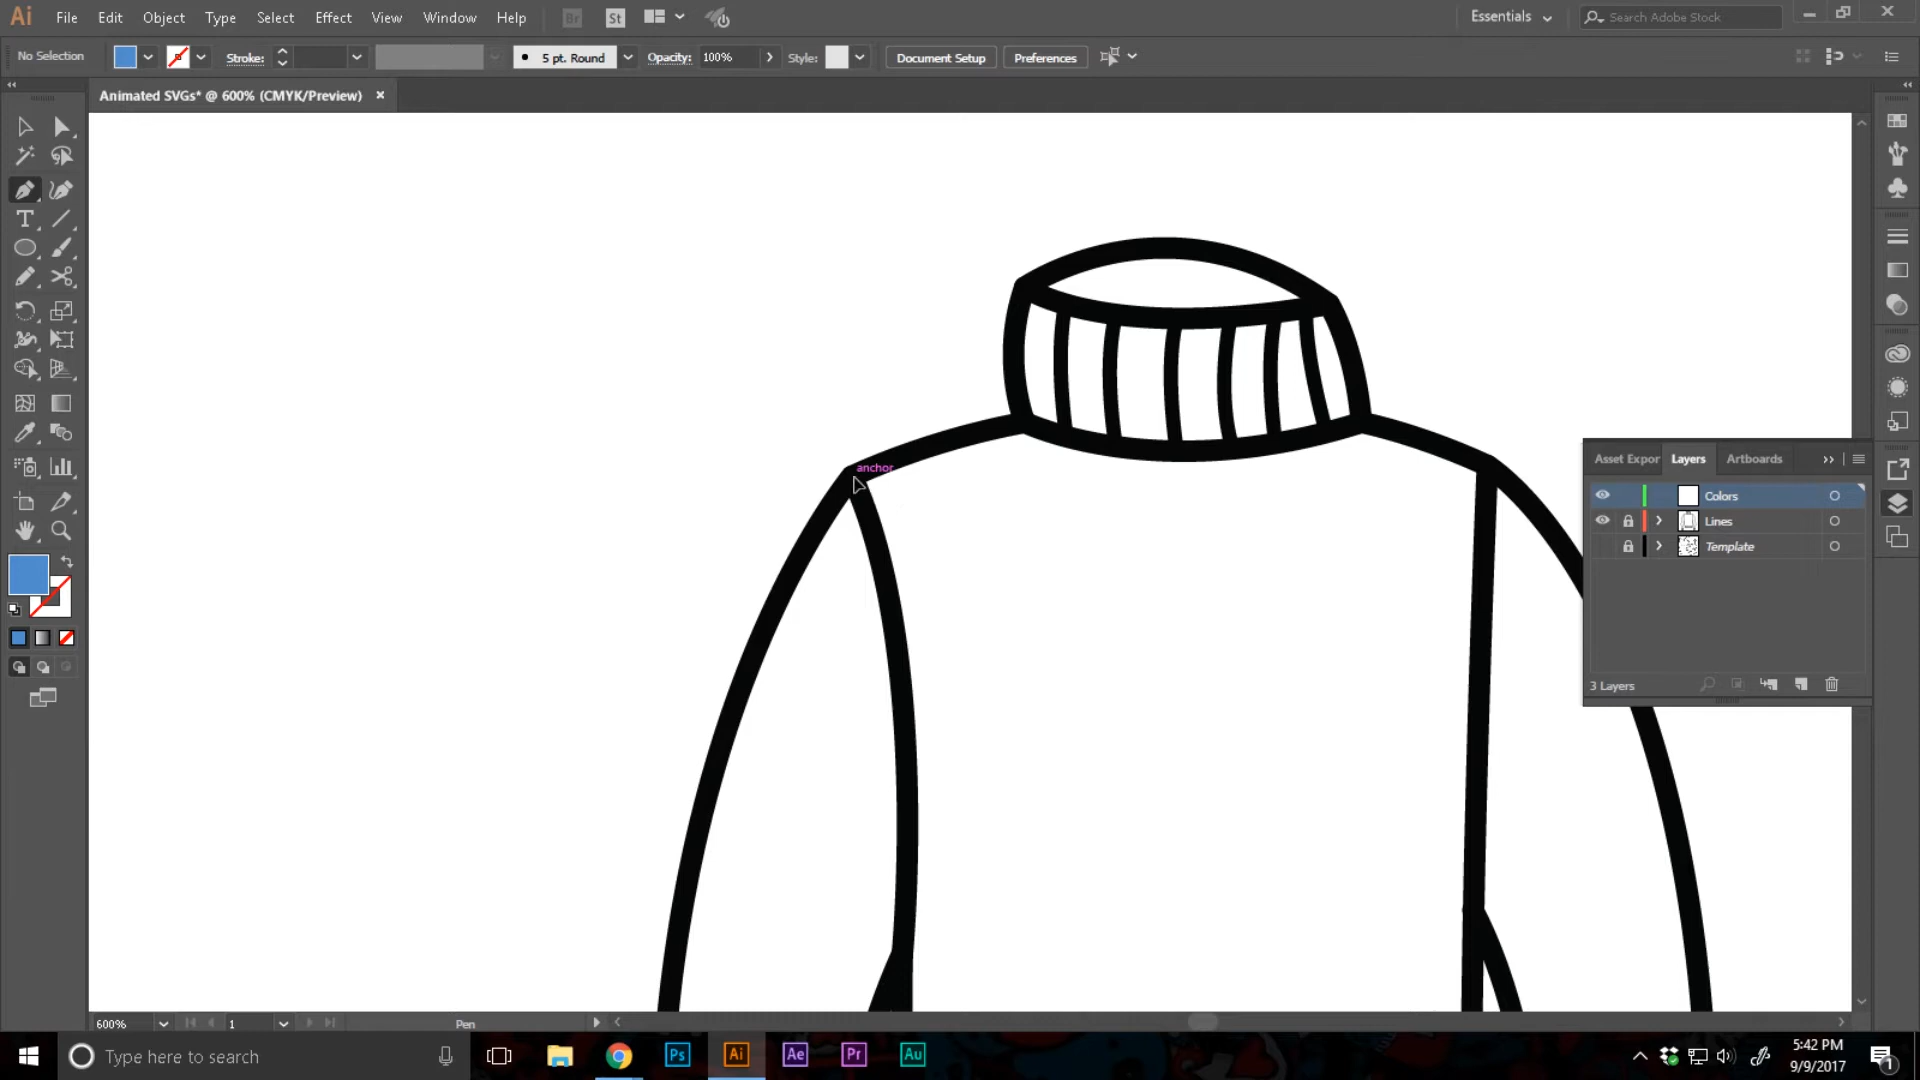 Ai File Edit Object Type Select Effect View Window Help Br St Essentials Search Adobe Stock
No Selection Stroke: 5 pt. Round Opacity: 100% Style: Document Setup Preferences
Animated SVGs* @ 600% (CMYK/Preview) ×
anchor
Asset Expor Layers Artboards
Colors
Lines
Template
3 Layers
600% 1 Pen
Type here to search Ps Ai Ae Pr Au
5:42 PM
9/9/2017
1